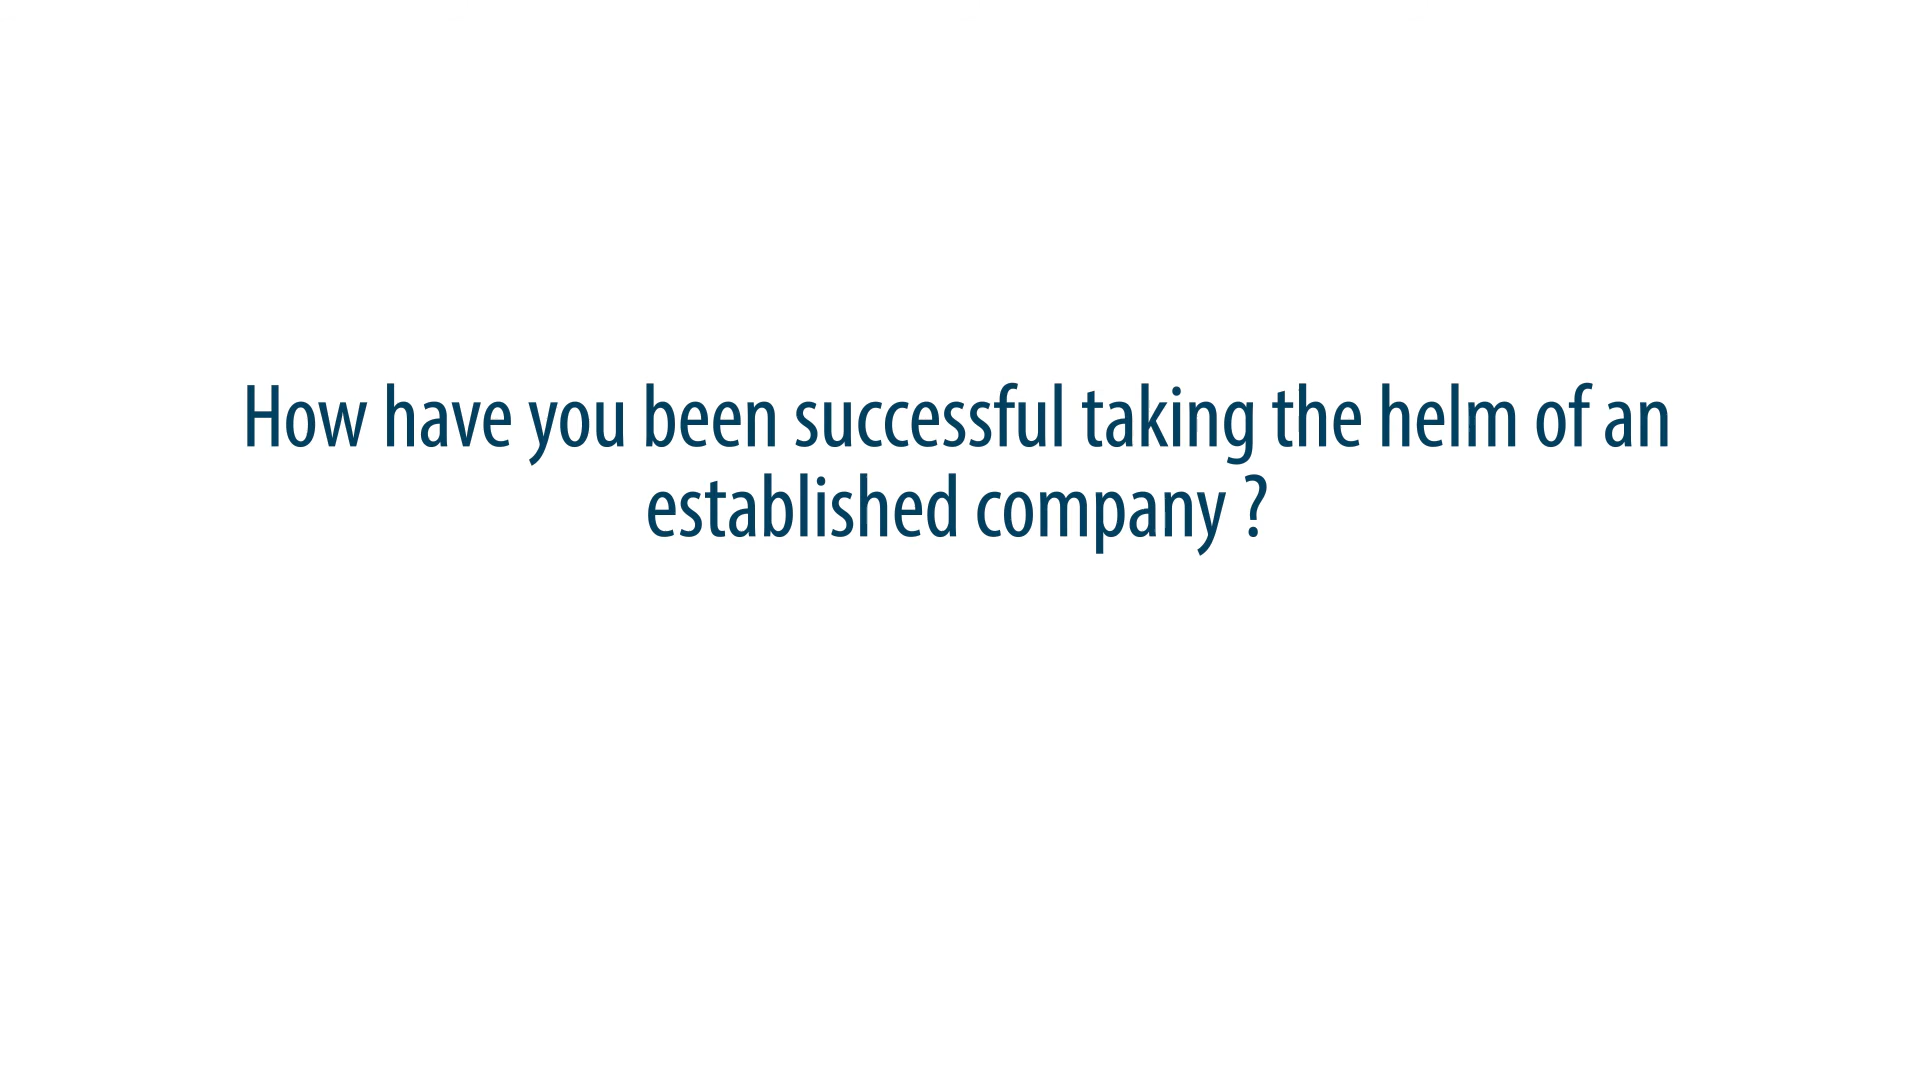 How have you been successful taking the helm of an
established company ?